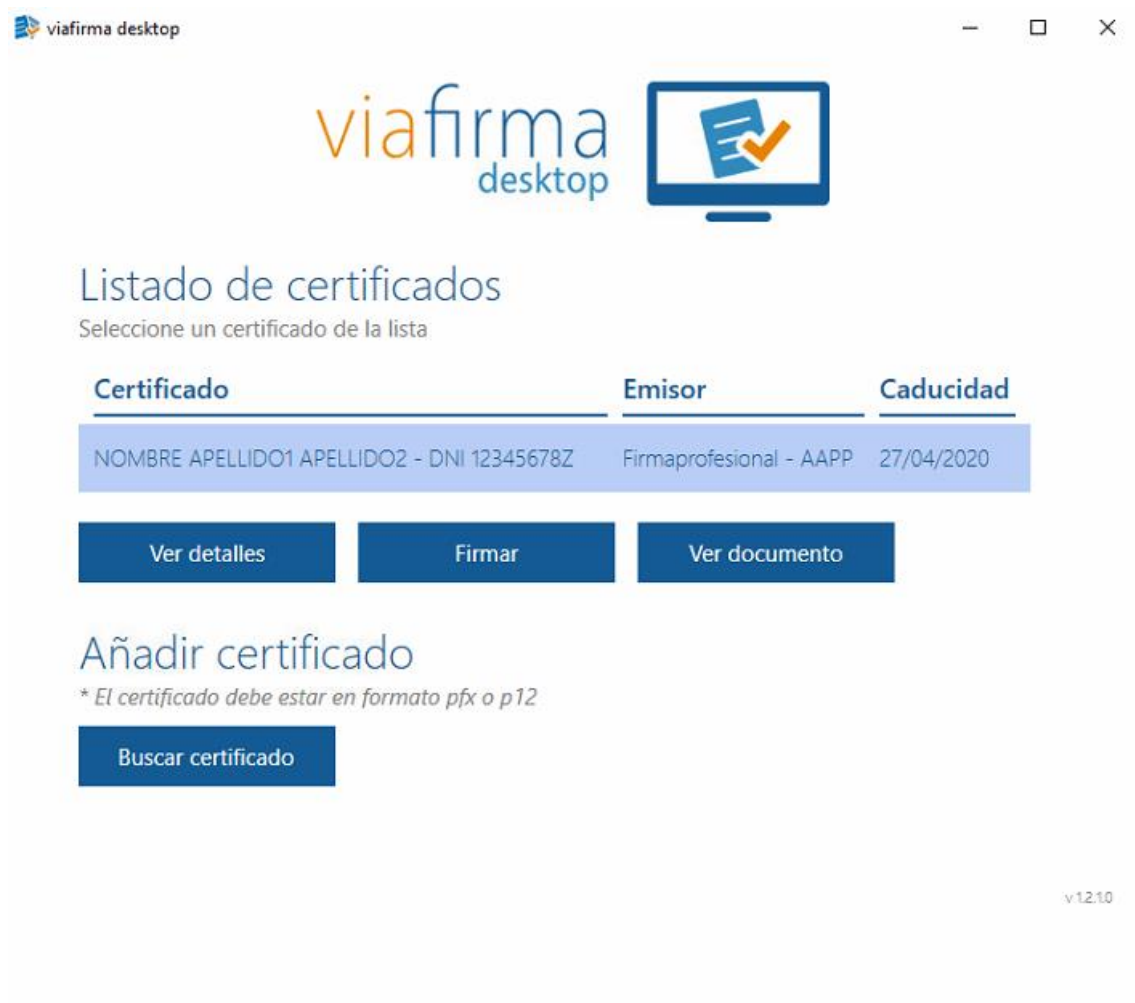 viafirma desktop
viafirma
desktop
Listado de certificados
Seleccione un certificado de la lista
Certificado Emisor Caducidad
NOMBRE APELLIDO1 APELLIDO2 - DNI 12345678Z Firmaprofesional - AAPP 27/04/2020
Ver detalles Firmar Ver documento
Añadir certificado
* El certificado debe estar en formato pfx o p12
Buscar certificado
v 1.2.1.0